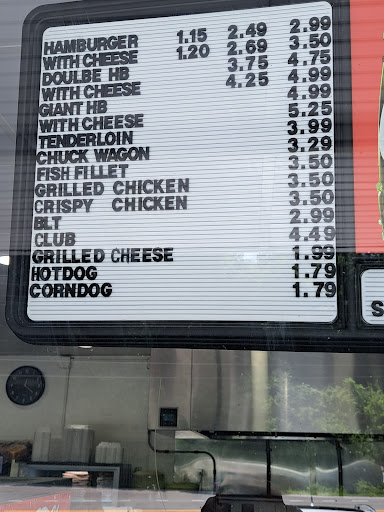 HAMBURGER 1.15 2.49 2.99
WITH CHEESE 1.20 2.69 3.50
DOULBE HB 3.75 4.75
WITH CHEESE 4.25 4.99
GIANT HB 4.99
WITH CHEESE 5.25
TENDERLOIN 3.99
CHUCK WAGON 3.29
FISH FILLET 3.50
GRILLED CHICKEN 3.50
CRISPY CHICKEN 3.50
BLT 2.99
CLUB 4.49
GRILLED CHEESE 1.99
HOTDOG 1.79
CORNDOG 1.79
S